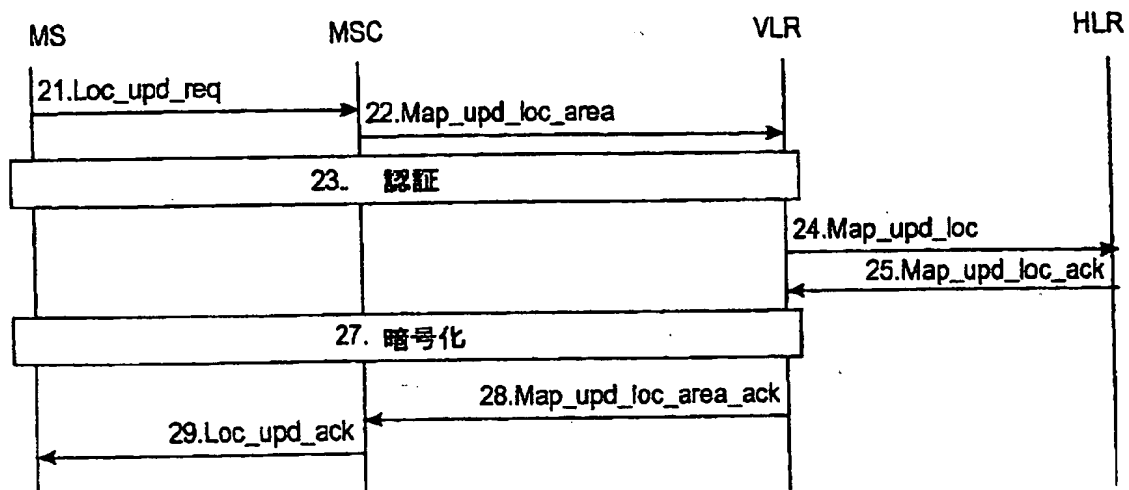 MS
MSC
VLR
HLR
21.Loc_upd_req
22.Map_upd_loc_area
23. 認証
24.Map_upd_loc
25.Map_upd_loc_ack
27. 暗号化
28.Map_upd_loc_area_ack
29.Loc_upd_ack